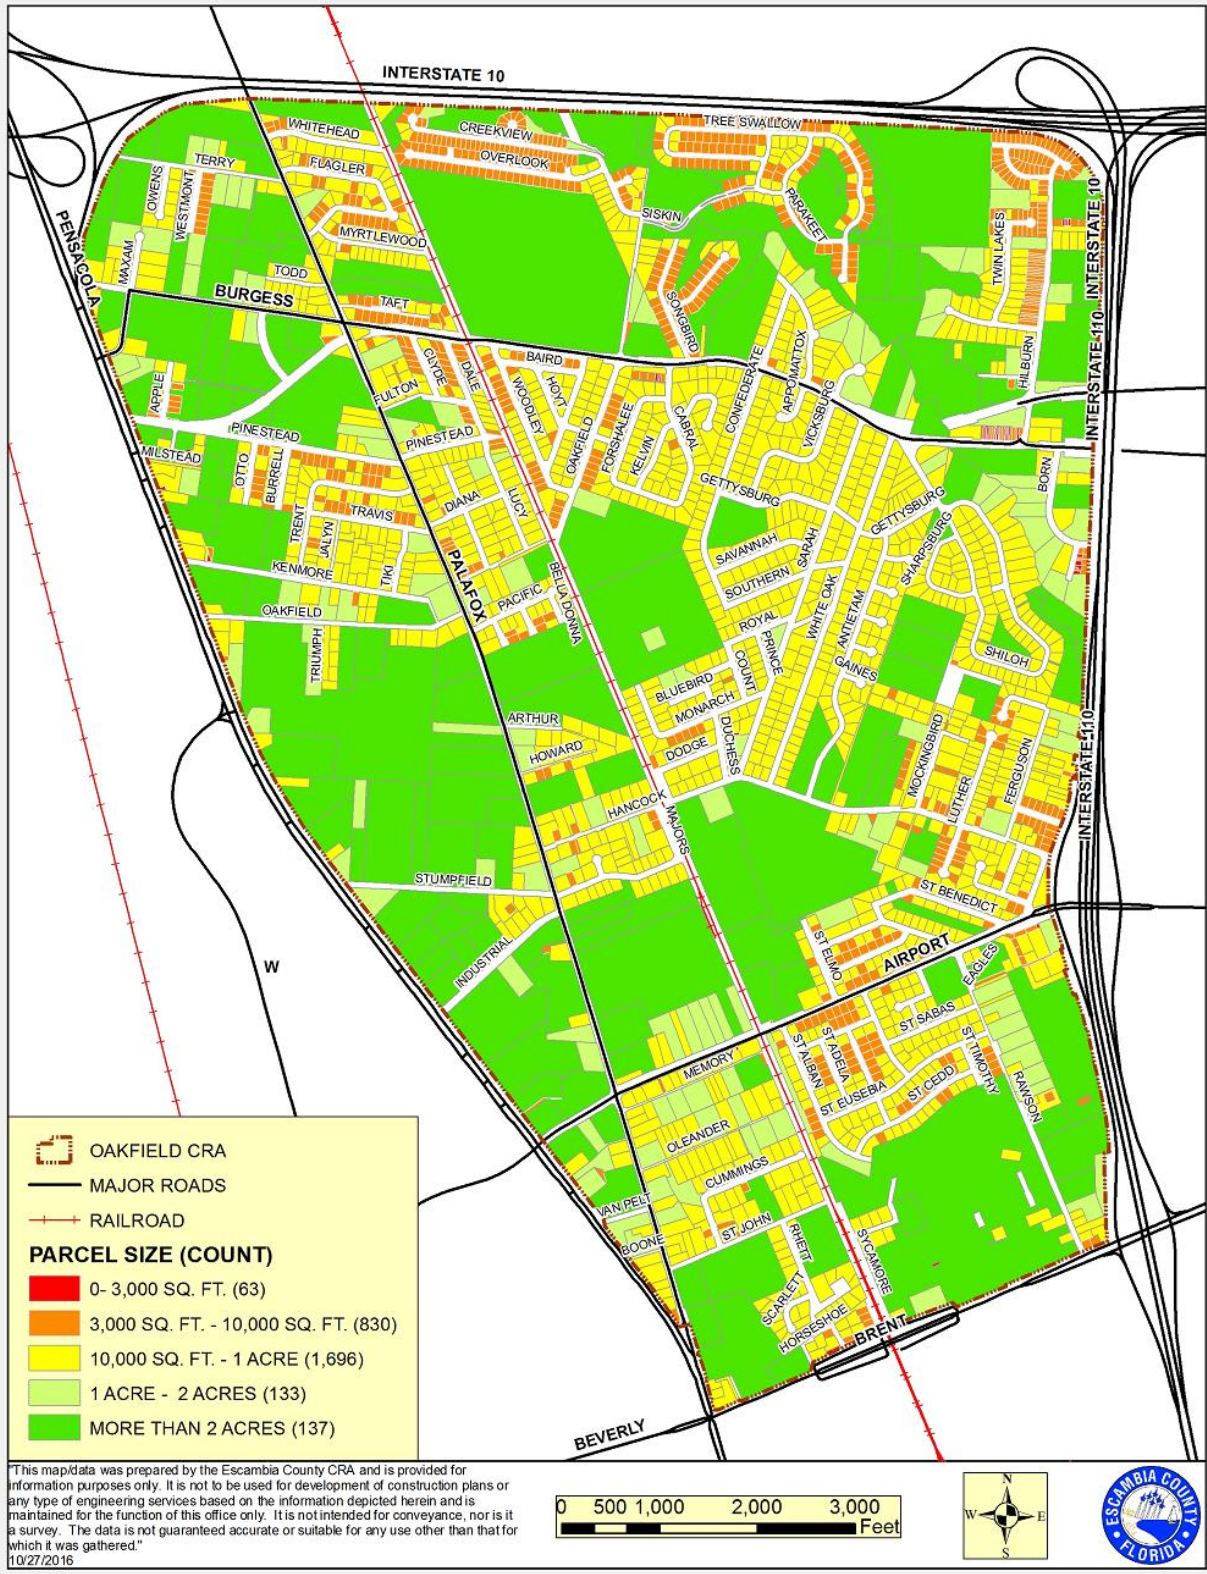 INTERSTATE 10
WHITEHEAD
CREEKVIEW
TREE SWALLOW
OVERLOOK
TERRY
FLAGLER
OWENS
WESTMONT
PARAKEET
INTERSTATE 10
SISKIN
PENSACOLA
MAXAM
MYRTLEWOOD
TWIN LAKES
TODD
BURGESS
TAFT
SONGBIRD
INTERSTATE 110
HILBURN
BAIRD
CLYDE
DALE
HOYT
WOODLEY
CONFEDERATE
APPOMATTOX
APPLE
FULTON
VICKSBURG
INTERSTATE 110
PINESTEAD
PINESTEAD
OAKFIELD
FORSHALEE
KELVIN
CABRAL
MILSTEAD
OTTO
BURRELL
BORN
GETTYSBURG
GETTYSBURG
DIANA
LUCY
TRENT
TRAVIS
JALYN
SHARPSBURG
SAVANNAH
SARAH
KENMORE
TIKI
PALAFOX
BELLA DONNA
SOUTHERN
PACIFIC
WHITE OAK
ANTIETAM
OAKFIELD
ROYAL
PRINCE
TRIUMPH
COUNT
GAINES
SHILOH
BLUEBIRD
MONARCH
ARTHUR
DUCHESS
HOWARD
DODGE
MOCKINGBIRD
FERGUSON
INTERSTATE 110
LUTHER
HANCOCK
MAJORS
STUMPFIELD
ST BENEDICT
INDUSTRIAL
W
ST ELMO
AIRPORT
EAGLES
ST SABAS
MEMORY
ST ALBAN
ST ADELA
ST TIMOTHY
ST EUSEBIA
ST CEDD
RAWSON
OLEANDER
CUMMINGS
VAN PELT
BOONE
ST JOHN
RHETT
SYCAMORE
SCARLETT
HORSESHOE
BRENT
BEVERLY
OAKFIELD CRA
MAJOR ROADS
RAILROAD
PARCEL SIZE (COUNT)
0- 3,000 SQ. FT. (63)
3,000 SQ. FT. - 10,000 SQ. FT. (830)
10,000 SQ. FT. - 1 ACRE (1,696)
1 ACRE - 2 ACRES (133)
MORE THAN 2 ACRES (137)
"This map/data was prepared by the Escambia County CRA and is provided for
information purposes only. It is not to be used for development of construction plans or
any type of engineering services based on the information depicted herein and is
maintained for the function of this office only. It is not intended for conveyance, nor is it
a survey. The data is not guaranteed accurate or suitable for any use other than that for
which it was gathered."
10/27/2016
0 500 1,000 2,000 3,000
Feet
N
W E
S
ESCAMBIA COUNTY
FLORIDA